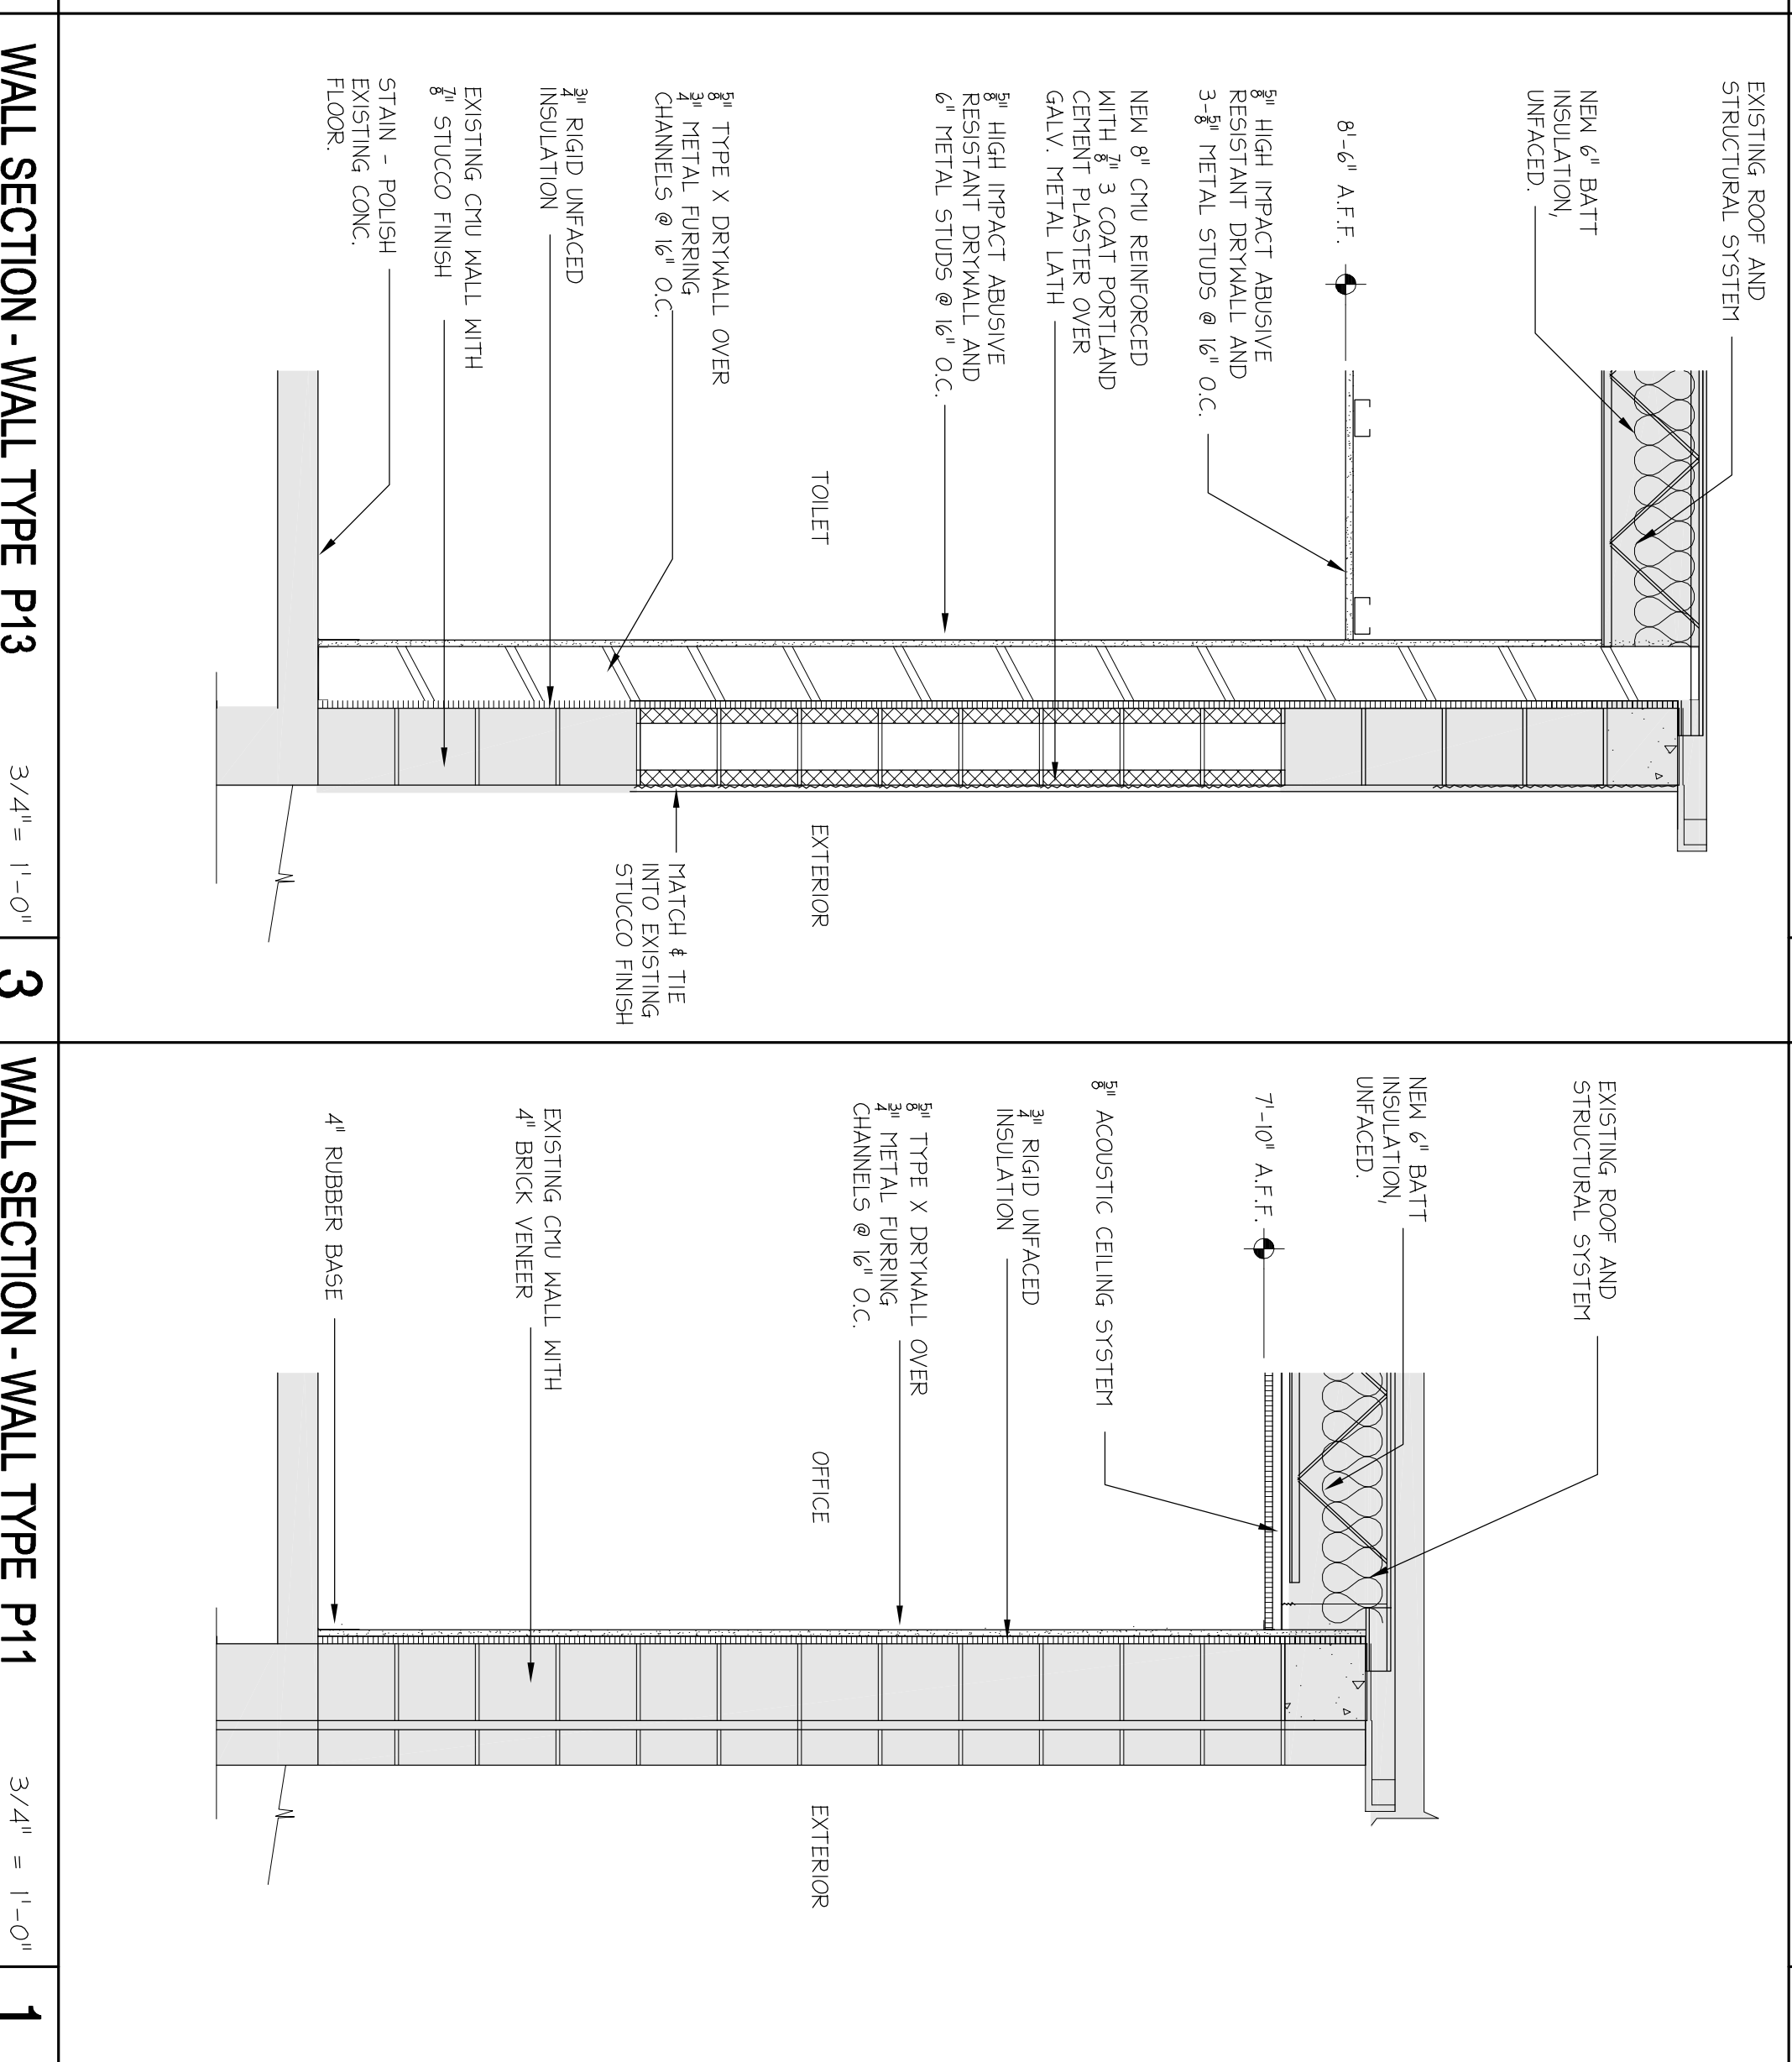 EXISTING ROOF AND
STRUCTURAL SYSTEM
NEW 6" BATT
INSULATION,
UNFACED.
8'-6" A.F.F.
5/8" HIGH IMPACT ABUSIVE
RESISTANT DRYWALL AND
3-5/8" METAL STUDS @ 16" O.C.
NEW 8" CMU REINFORCED
WITH 7/8" 3 COAT PORTLAND
CEMENT PLASTER OVER
GALV. METAL LATH
5/8" HIGH IMPACT ABUSIVE
RESISTANT DRYWALL AND
6" METAL STUDS @ 16" O.C.
TOILET
EXTERIOR
5/8" TYPE X DRYWALL OVER
3/4" METAL FURRING
CHANNELS @ 16" O.C.
MATCH & TIE
INTO EXISTING
STUCCO FINISH
3/4" RIGID UNFACED
INSULATION
EXISTING CMU WALL WITH
7/8" STUCCO FINISH
STAIN - POLISH
EXISTING CONC.
FLOOR.
WALL SECTION - WALL TYPE P13
3/4"= 1'-0"
3
EXISTING ROOF AND
STRUCTURAL SYSTEM
NEW 6" BATT
INSULATION,
UNFACED.
7'-10" A.F.F.
5/8" ACOUSTIC CEILING SYSTEM
3/4" RIGID UNFACED
INSULATION
5/8" TYPE X DRYWALL OVER
3/4" METAL FURRING
CHANNELS @ 16" O.C.
OFFICE
EXTERIOR
EXISTING CMU WALL WITH
4" BRICK VENEER
4" RUBBER BASE
WALL SECTION - WALL TYPE P11
3/4" = 1'-0"
1